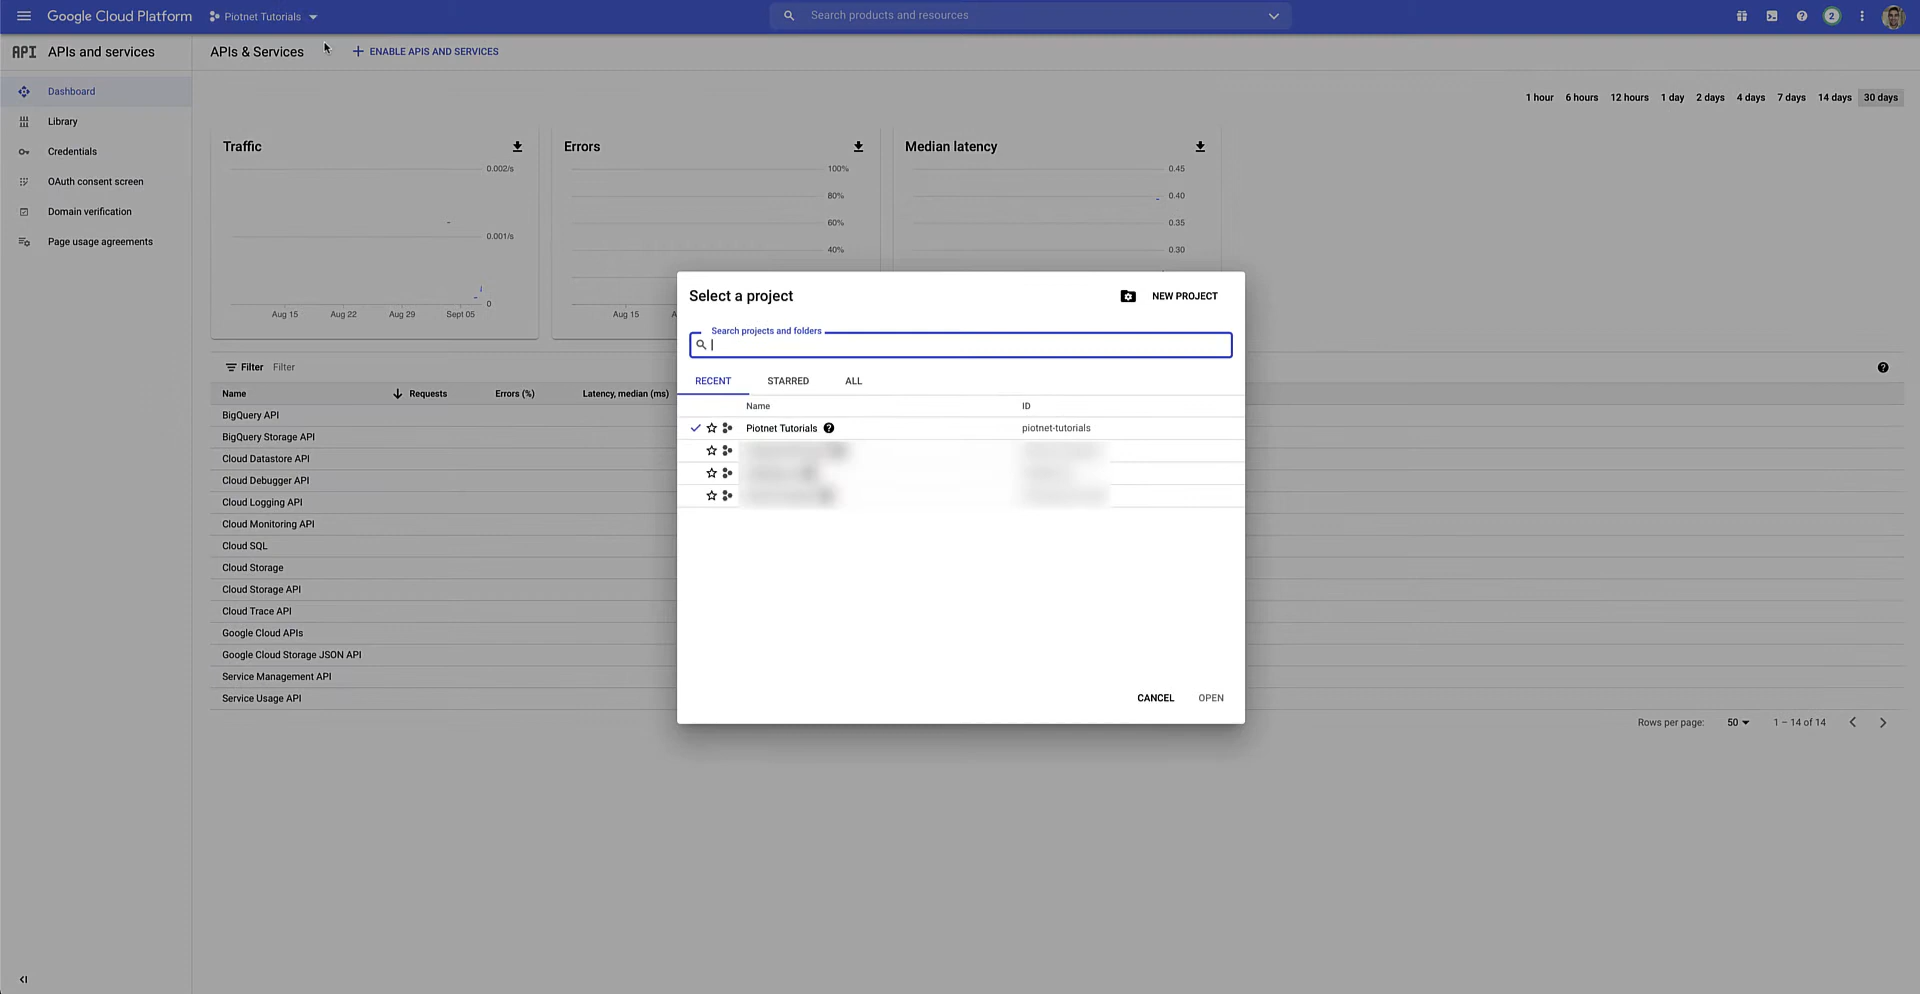 Google Cloud Platform
Piotnet Tutorials
Search products and resources
2
API APIs and services
APIs & Services
ENABLE APIS AND SERVICES
Dashboard
Library
Credentials
OAuth consent screen
Domain verification
Page usage agreements
1 hour 6 hours 12 hours 1 day 2 days 4 days 7 days 14 days 30 days
Traffic
0.002/s
0.001/s
0
Aug 15 Aug 22 Aug 29 Sept 05
Errors
100%
80%
60%
40%
Aug 15
Median latency
0.45
0.40
0.35
0.30
Filter Filter
Name Requests Errors (%) Latency, median (ms)
BigQuery API
BigQuery Storage API
Cloud Datastore API
Cloud Debugger API
Cloud Logging API
Cloud Monitoring API
Cloud SQL
Cloud Storage
Cloud Storage API
Cloud Trace API
Google Cloud APIs
Google Cloud Storage JSON API
Service Management API
Service Usage API
Rows per page: 50 1 – 14 of 14
Select a project
NEW PROJECT
Search projects and folders
RECENT STARRED ALL
Name ID
Piotnet Tutorials piotnet-tutorials
CANCEL OPEN